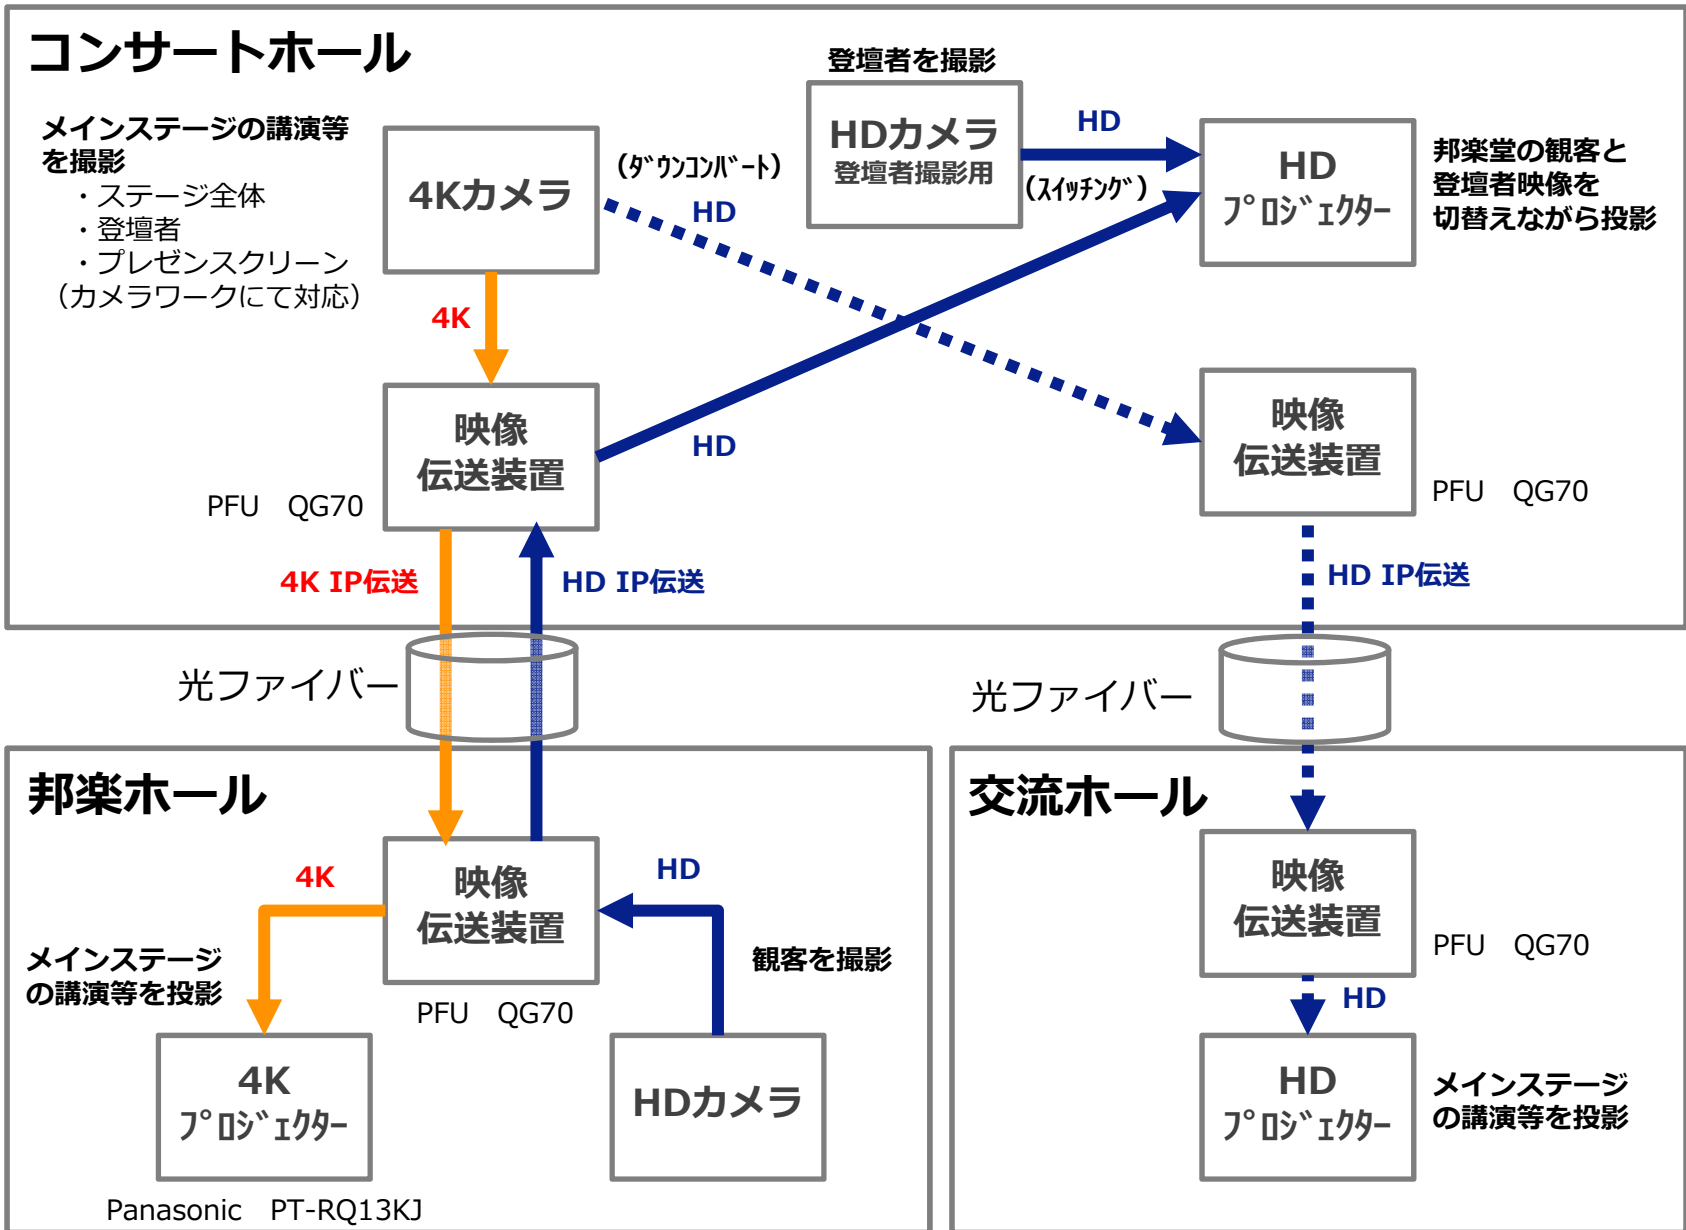 コンサートホール
メインステージの講演等
を撮影
・ステージ全体
・登壇者
・プレゼンスクリーン
（カメラワークにて対応）
4Kカメラ
4K
（ﾀﾞｳﾝｺﾝﾊﾞｰﾄ）
HD
登壇者を撮影
HDカメラ
登壇者撮影用
HD
（ｽｲｯﾁﾝｸﾞ）
HD
ﾌﾟﾛｼﾞｪｸﾀｰ
邦楽堂の観客と
登壇者映像を
切替えながら投影
映像
伝送装置
PFU　QG70
HD
映像
伝送装置
PFU　QG70
4K IP伝送
HD IP伝送
HD IP伝送
光ファイバー
光ファイバー
邦楽ホール
4K
映像
伝送装置
PFU　QG70
HD
観客を撮影
メインステージ
の講演等を投影
4K
ﾌﾟﾛｼﾞｪｸﾀｰ
Panasonic　PT-RQ13KJ
HDカメラ
交流ホール
映像
伝送装置
PFU　QG70
HD
HD
ﾌﾟﾛｼﾞｪｸﾀｰ
メインステージ
の講演等を投影